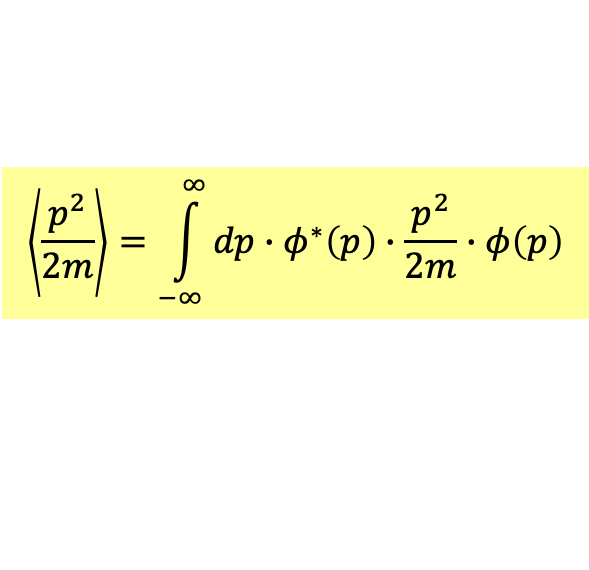 ⟨p²/2m⟩ = ∫_{-∞}^{∞} dp · ϕ*(p) · p²/2m · ϕ(p)